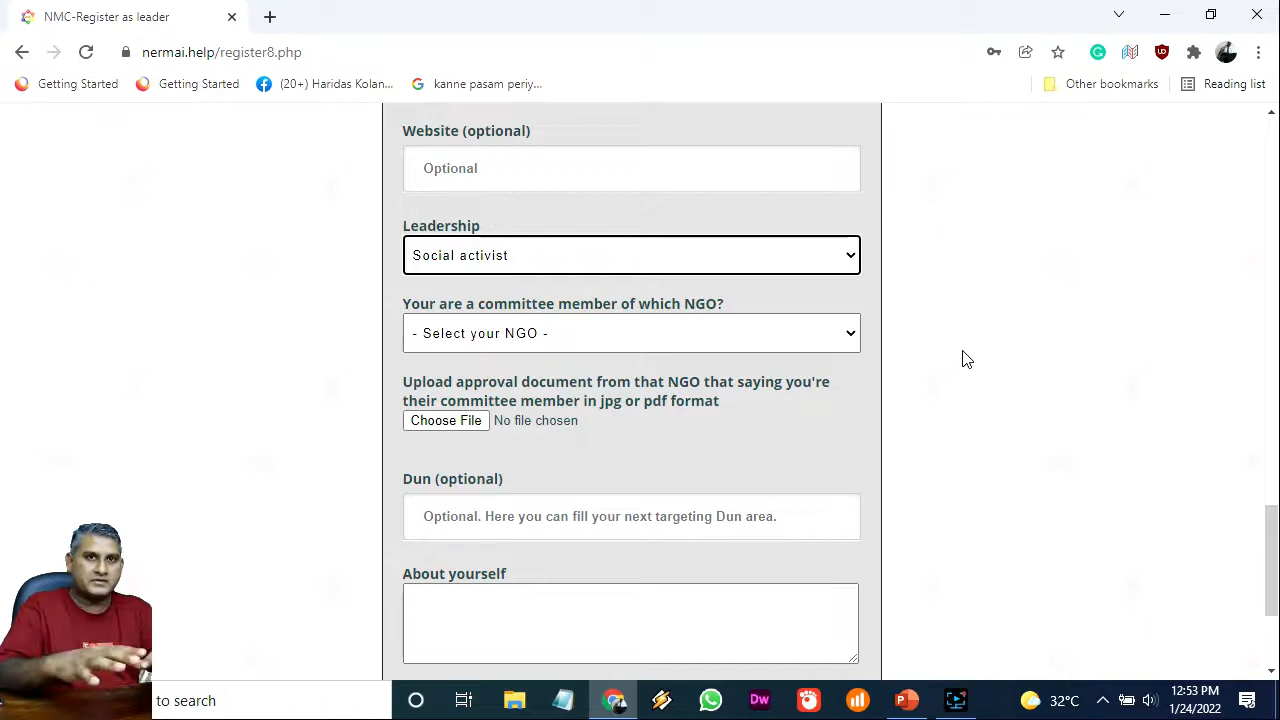 NMC-Register as leader
nermai.help/register8.php
Getting Started
Getting Started
(20+) Haridas Kolan...
kanne pasam periy...
Other bookmarks
Reading list
Website (optional)
Optional
Leadership
Social activist
Your are a committee member of which NGO?
- Select your NGO -
Upload approval document from that NGO that saying you're
their committee member in jpg or pdf format
Choose File No file chosen
Dun (optional)
Optional. Here you can fill your next targeting Dun area.
About yourself
to search
Dw
32°C
12:53 PM
1/24/2022